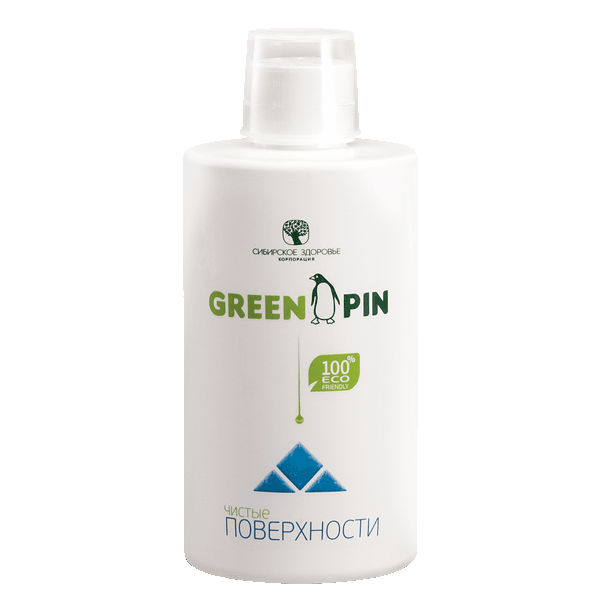 СИБИРСКОЕ ЗДОРОВЬЕ
КОРПОРАЦИЯ
GREEN PIN
100%
ECO
FRIENDLY
чистые
ПОВЕРХНОСТИ